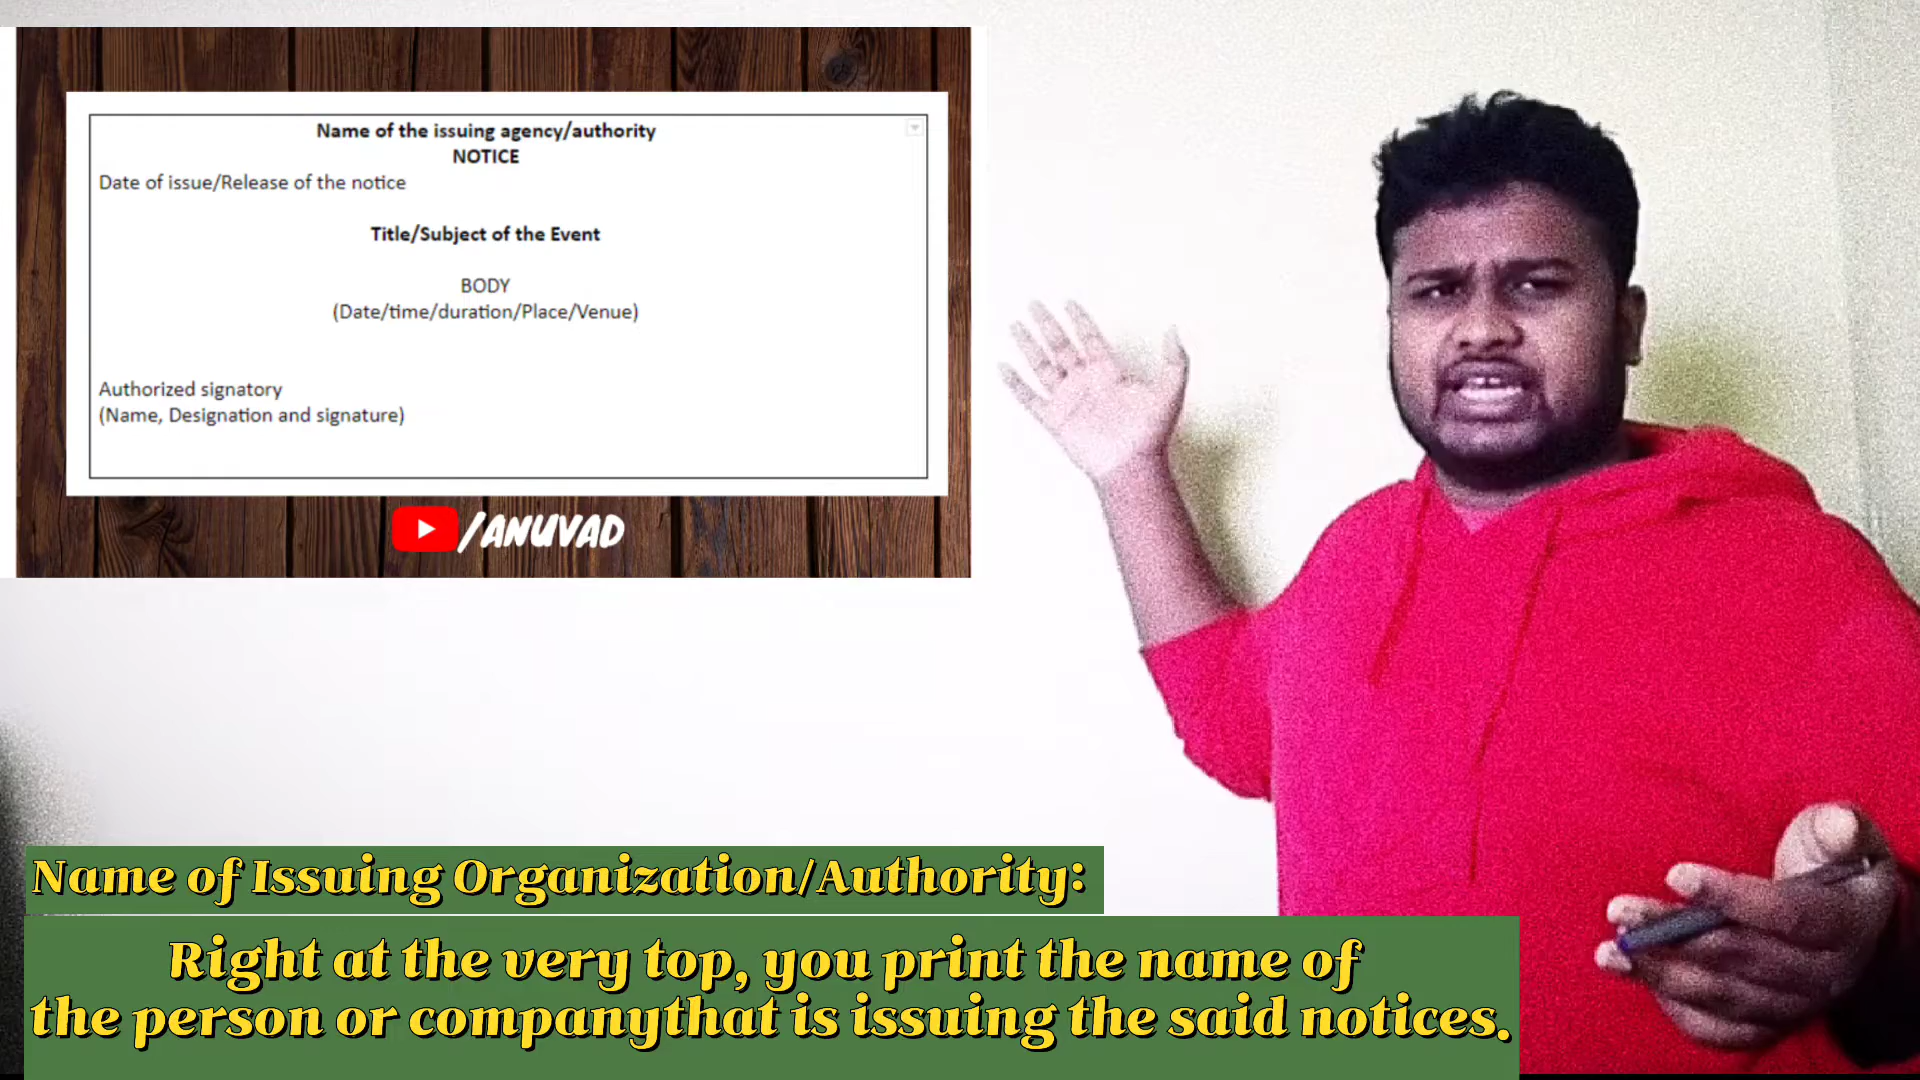 Name of the issuing agency/authority
NOTICE
Date of issue/Release of the notice
Title/Subject of the Event
BODY
(Date/time/duration/Place/Venue)
Authorized signatory
(Name, Designation and signature)
/ANUVAD
Name of Issuing Organization/Authority:
Right at the very top, you print the name of
the person or companythat is issuing the said notices.